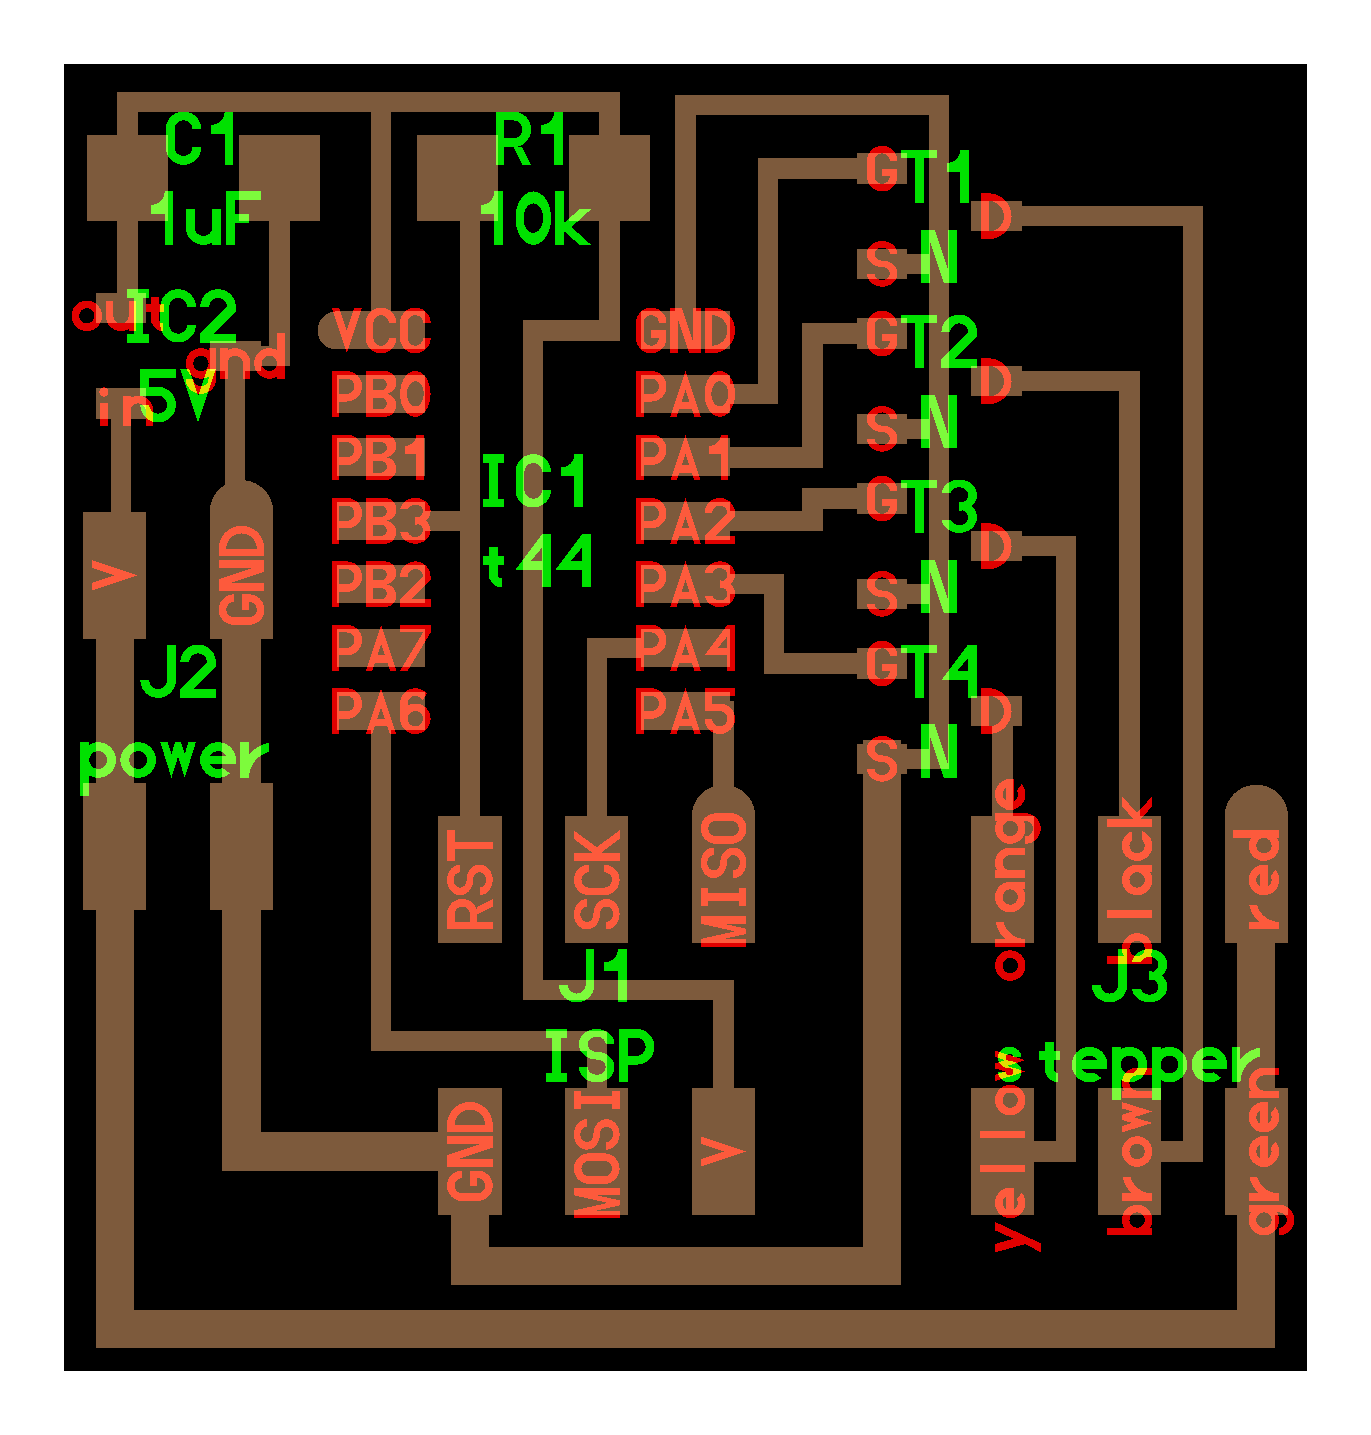 C1
1uF
R1
10k
G
T1
D
S
N
out
IC2
gnd
in
5V
VCC
PB0
PB1
PB3
PB2
PA7
PA6
IC1
t44
GND
PA0
PA1
PA2
PA3
PA4
PA5
G
T2
D
S
N
G
T3
D
S
N
G
T4
D
S
N
V
GND
J2
power
RST
SCK
MISO
J1
ISP
GND
MOSI
V
orange
black
red
J3
stepper
yellow
brown
green